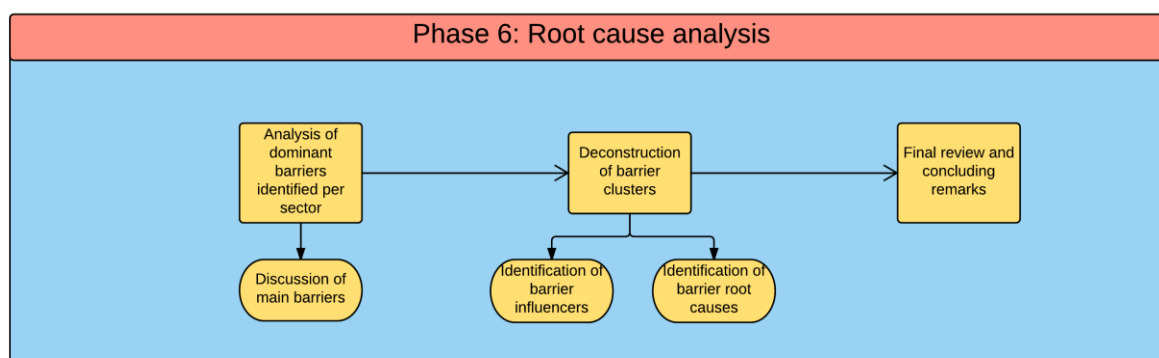 Phase 6: Root cause analysis
Analysis of
dominant
barriers
identified per
sector
Deconstruction
of barrier
clusters
Final review and
concluding
remarks
Discussion of
main barriers
Identification of
barrier
influencers
Identification of
barrier root
causes